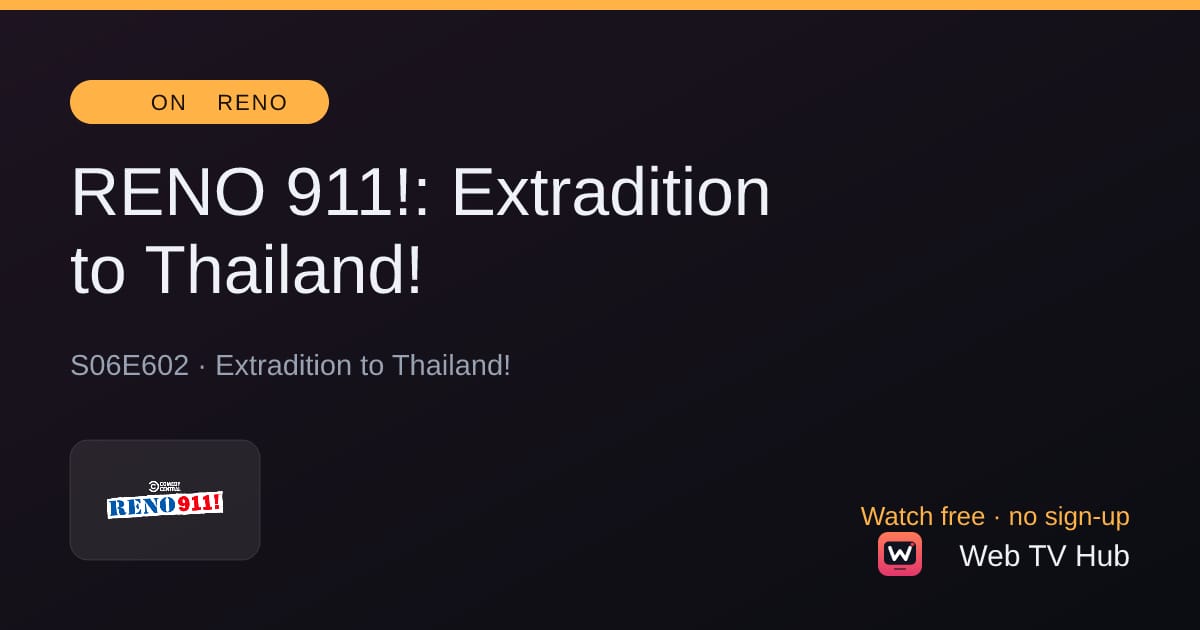 ON RENO
RENO 911!: Extradition
to Thailand!
S06E602 · Extradition to Thailand!
COMEDY
CENTRAL
RENO 911!
Watch free · no sign-up
W Web TV Hub